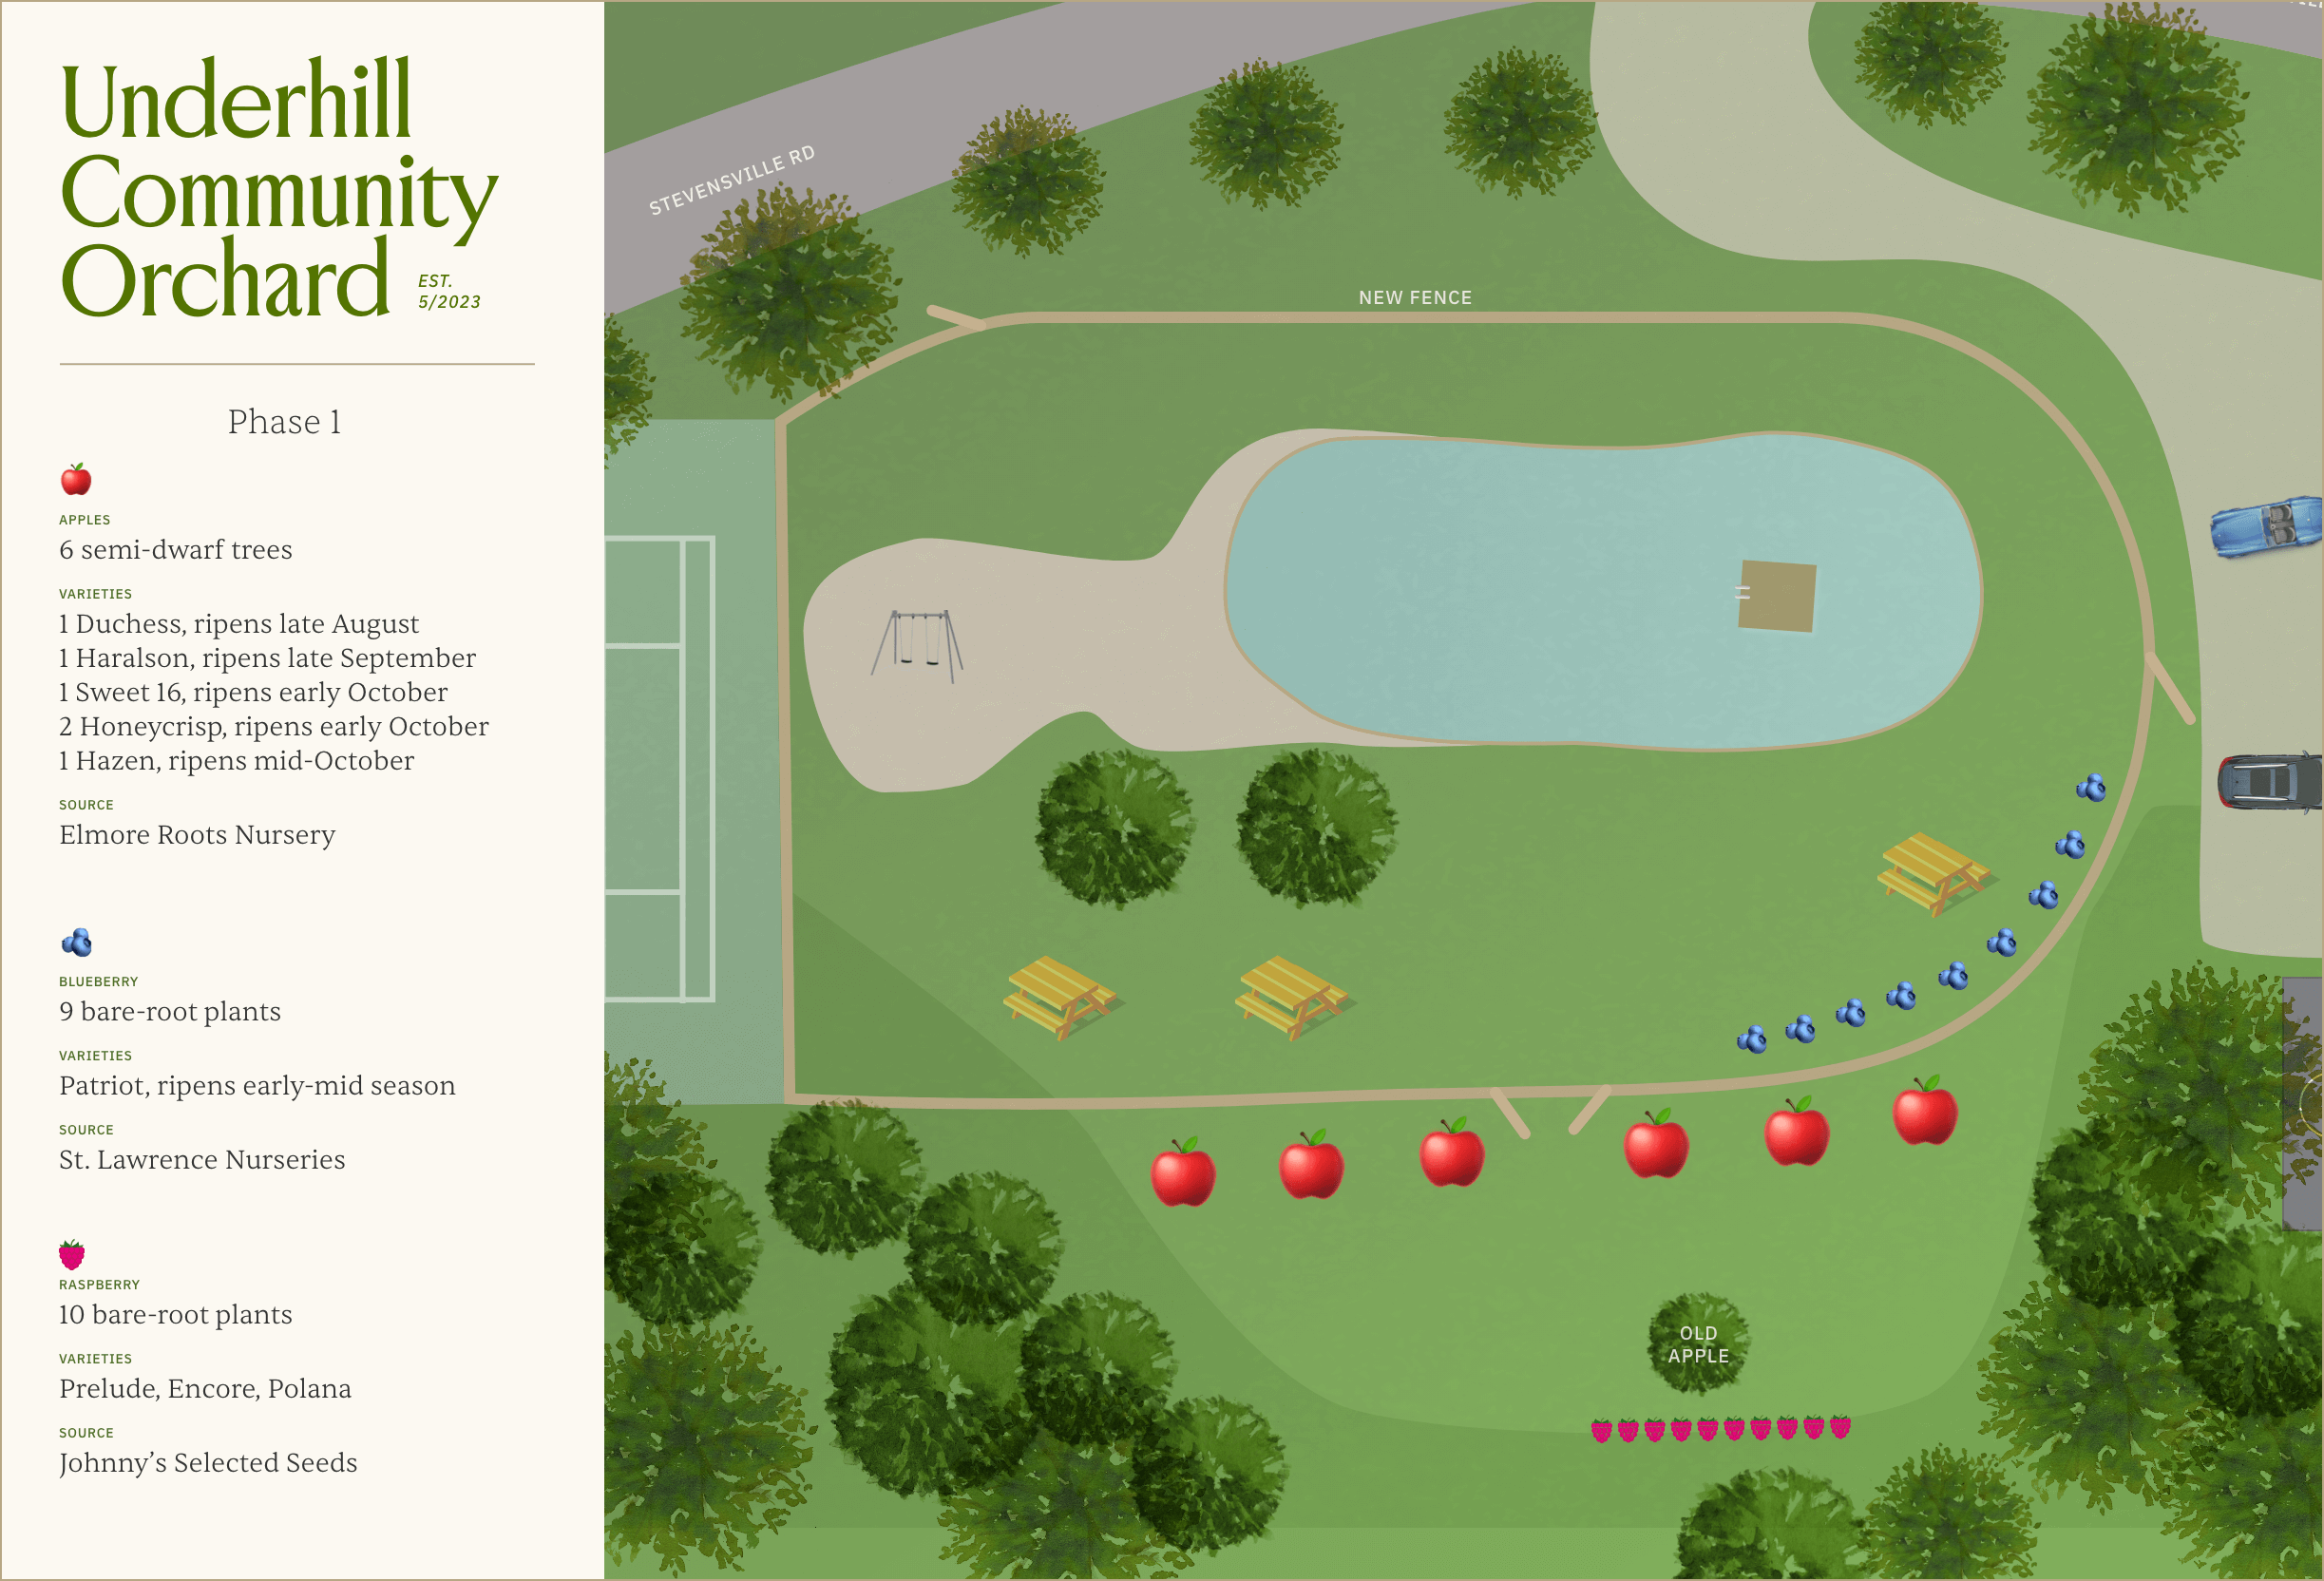 Underhill
Community
Orchard
EST.
5/2023
Phase 1
APPLES
6 semi-dwarf trees
VARIETIES
1 Duchess, ripens late August
1 Haralson, ripens late September
1 Sweet 16, ripens early October
2 Honeycrisp, ripens early October
1 Hazen, ripens mid-October
SOURCE
Elmore Roots Nursery
BLUEBERRY
9 bare-root plants
VARIETIES
Patriot, ripens early-mid season
SOURCE
St. Lawrence Nurseries
RASPBERRY
10 bare-root plants
VARIETIES
Prelude, Encore, Polana
SOURCE
Johnny’s Selected Seeds
STEVENSVILLE RD
NEW FENCE
OLD
APPLE